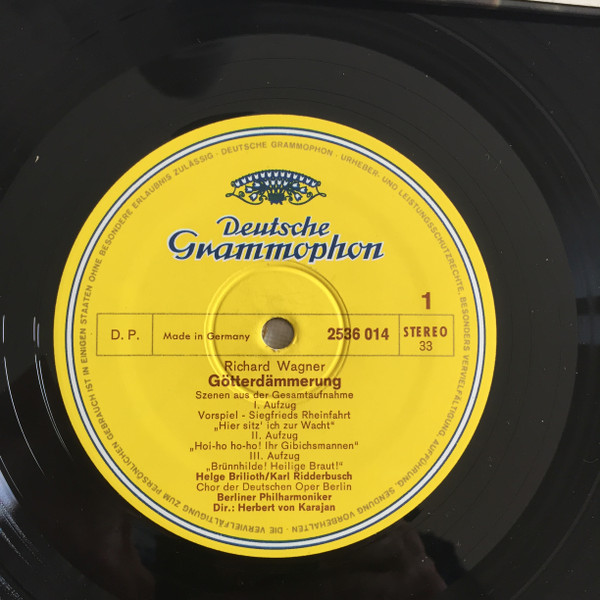 Deutsche
Grammophon
1
D. P.
Made in Germany
2536 014
STEREO
33
Richard Wagner
Götterdämmerung
Szenen aus der Gesamtaufnahme
I. Aufzug
Vorspiel - Siegfrieds Rheinfahrt
„Hier sitz' ich zur Wacht“
II. Aufzug
„Hoi-ho ho-ho! Ihr Gibichsmannen“
III. Aufzug
„Brünnhilde! Heilige Braut!“
Helge Brilioth/Karl Ridderbusch
Chor der Deutschen Oper Berlin
Berliner Philharmoniker
Dir.: Herbert von Karajan
DEUTSCHE GRAMMOPHON · URHEBER- UND LEISTUNGSSCHUTZRECHTE, BESONDERS VERVIELFÄLTIGUNG, AUFFÜHRUNG, SENDUNG VORBEHALTEN · DIE VERVIELFÄLTIGUNG ZUM PERSÖNLICHEN GEBRAUCH IST IN EINIGEN STAATEN OHNE BESONDERE ERLAUBNIS ZULÄSSIG ·